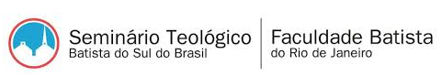 Seminário Teológico
Batista do Sul do Brasil
Faculdade Batista
do Rio de Janeiro